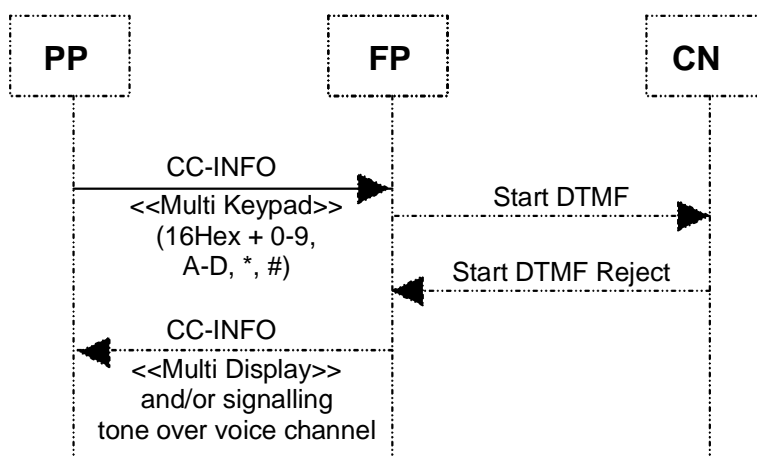 PP
FP
CN
CC-INFO
<<Multi Keypad>>
(16Hex + 0-9,
A-D, *, #)
Start DTMF
Start DTMF Reject
CC-INFO
<<Multi Display>>
and/or signalling
tone over voice channel